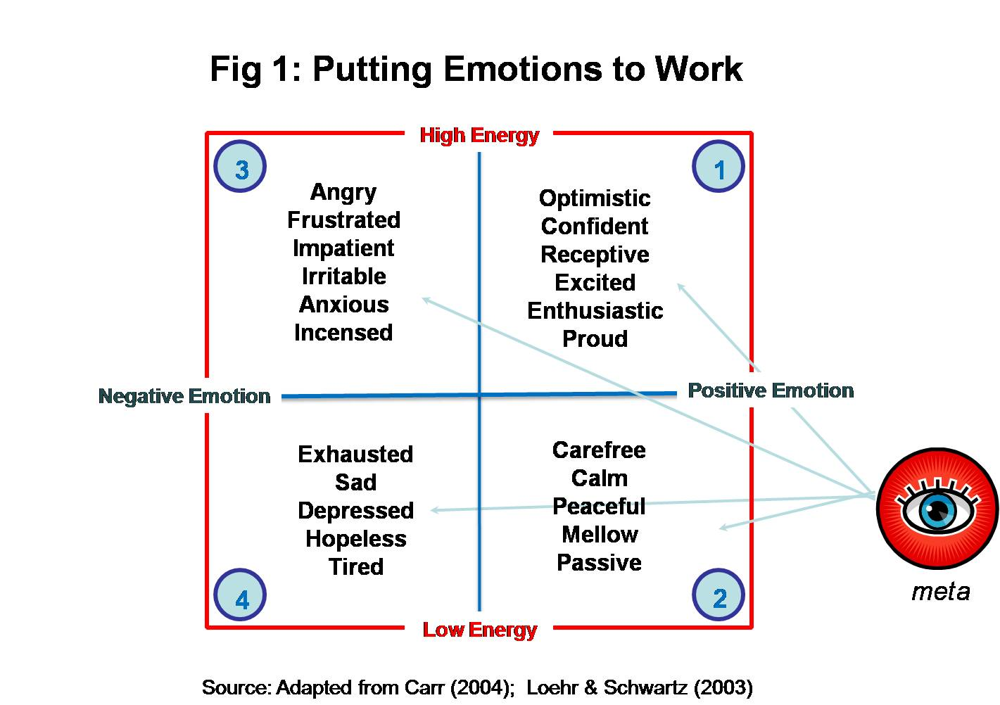 Fig 1: Putting Emotions to Work
High Energy
3
Angry
Frustrated
Impatient
Irritable
Anxious
Incensed
1
Optimistic
Confident
Receptive
Excited
Enthusiastic
Proud
Negative Emotion
Positive Emotion
Exhausted
Sad
Depressed
Hopeless
Tired
4
Carefree
Calm
Peaceful
Mellow
Passive
2
meta
Low Energy
Source: Adapted from Carr (2004);  Loehr & Schwartz (2003)